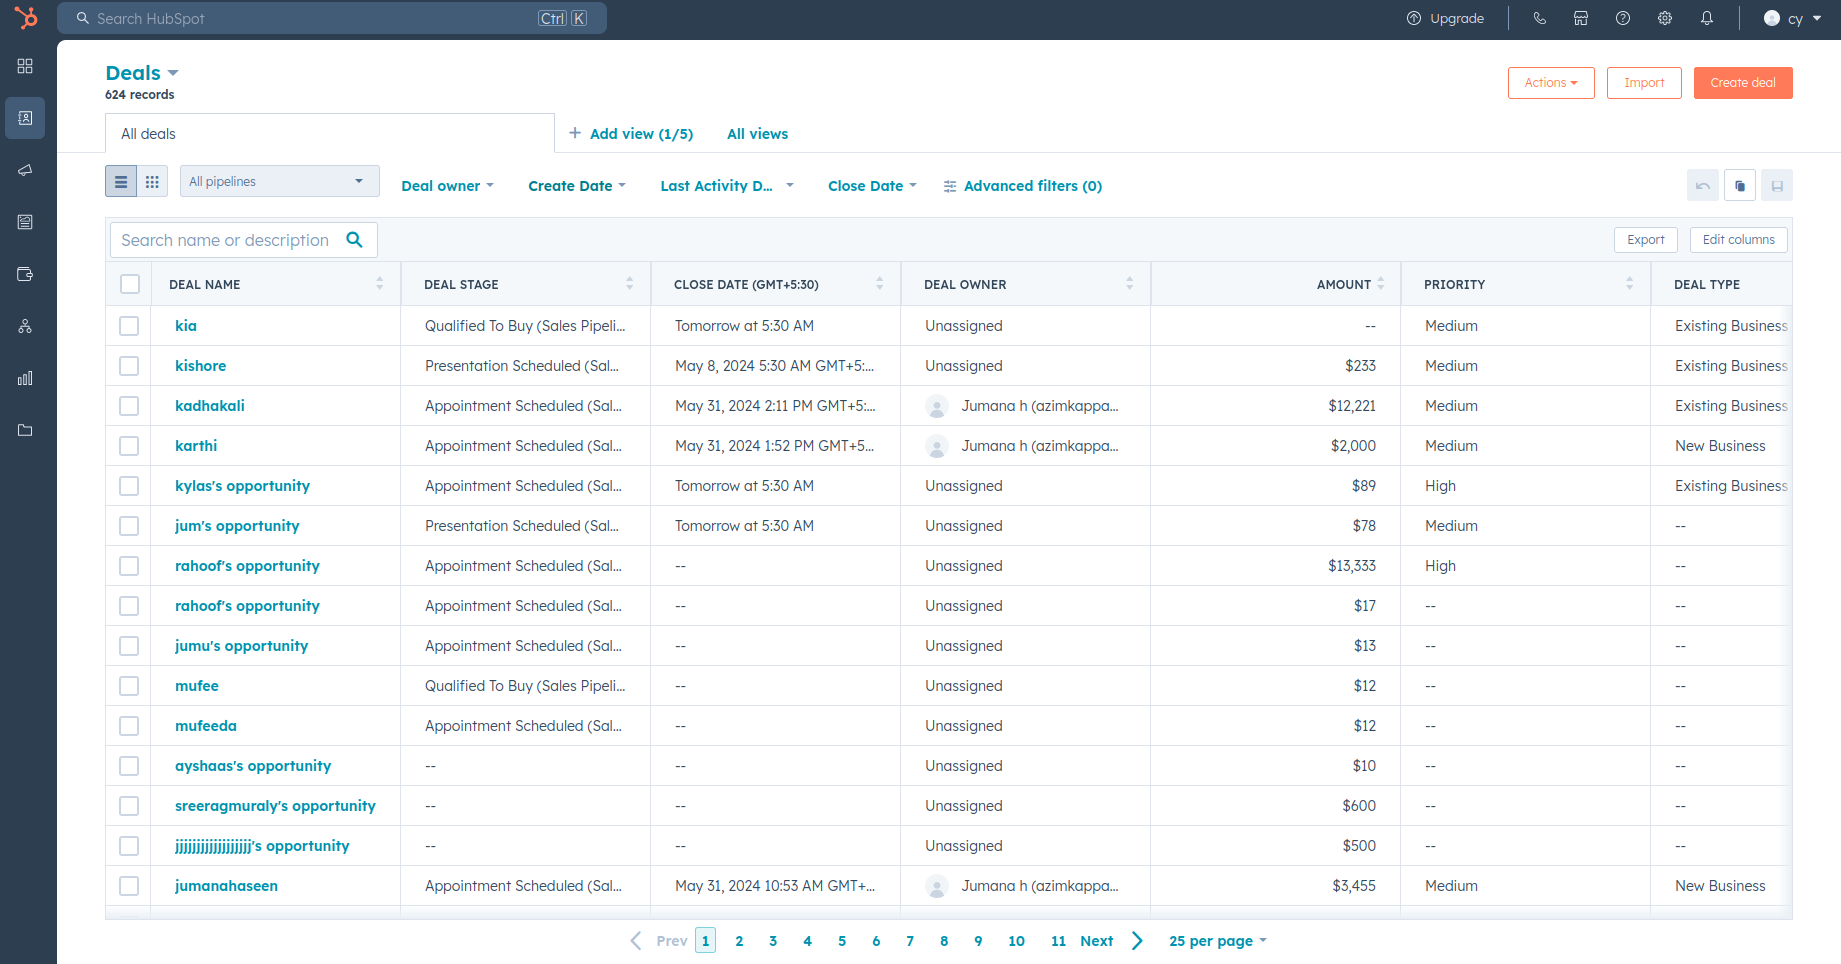 Search HubSpot Ctrl K Upgrade cy
Deals
624 records
Actions Import Create deal
All deals + Add view (1/5) All views
All pipelines Deal owner Create Date Last Activity D... Close Date Advanced filters (0)
Search name or description Export Edit columns
DEAL NAME DEAL STAGE CLOSE DATE (GMT+5:30) DEAL OWNER AMOUNT PRIORITY DEAL TYPE
kia Qualified To Buy (Sales Pipeli... Tomorrow at 5:30 AM Unassigned -- Medium Existing Business
kishore Presentation Scheduled (Sal... May 8, 2024 5:30 AM GMT+5:... Unassigned $233 Medium Existing Business
kadhakali Appointment Scheduled (Sal... May 31, 2024 2:11 PM GMT+5:... Jumana h (azimkappa... $12,221 Medium Existing Business
karthi Appointment Scheduled (Sal... May 31, 2024 1:52 PM GMT+5... Jumana h (azimkappa... $2,000 Medium New Business
kylas's opportunity Appointment Scheduled (Sal... Tomorrow at 5:30 AM Unassigned $89 High Existing Business
jum's opportunity Presentation Scheduled (Sal... Tomorrow at 5:30 AM Unassigned $78 Medium --
rahoof's opportunity Appointment Scheduled (Sal... -- Unassigned $13,333 High --
rahoof's opportunity Appointment Scheduled (Sal... -- Unassigned $17 -- --
jumu's opportunity Appointment Scheduled (Sal... -- Unassigned $13 -- --
mufee Qualified To Buy (Sales Pipeli... -- Unassigned $12 -- --
mufeeda Appointment Scheduled (Sal... -- Unassigned $12 -- --
ayshaas's opportunity -- -- Unassigned $10 -- --
sreeragmuraly's opportunity -- -- Unassigned $600 -- --
opportunity -- -- Unassigned $500 -- --
jumanahaseen Appointment Scheduled (Sal... May 31, 2024 10:53 AM GMT+... Jumana h (azimkappa... $3,455 Medium New Business
Prev 1 2 3 4 5 6 7 8 9 10 11 Next 25 per page